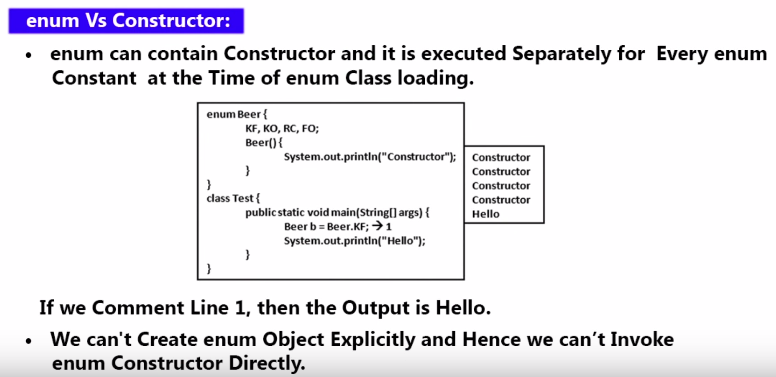 enum Vs Constructor:
• enum can contain Constructor and it is executed Separately for Every enum
Constant at the Time of enum Class loading.
enum Beer {
KF, KO, RC, FO;
Beer() {
System.out.println("Constructor");
}
}
class Test {
public static void main(String[] args) {
Beer b = Beer.KF; → 1
System.out.println("Hello");
}
}
Constructor
Constructor
Constructor
Constructor
Hello
If we Comment Line 1, then the Output is Hello.
• We can't Create enum Object Explicitly and Hence we can’t Invoke
enum Constructor Directly.